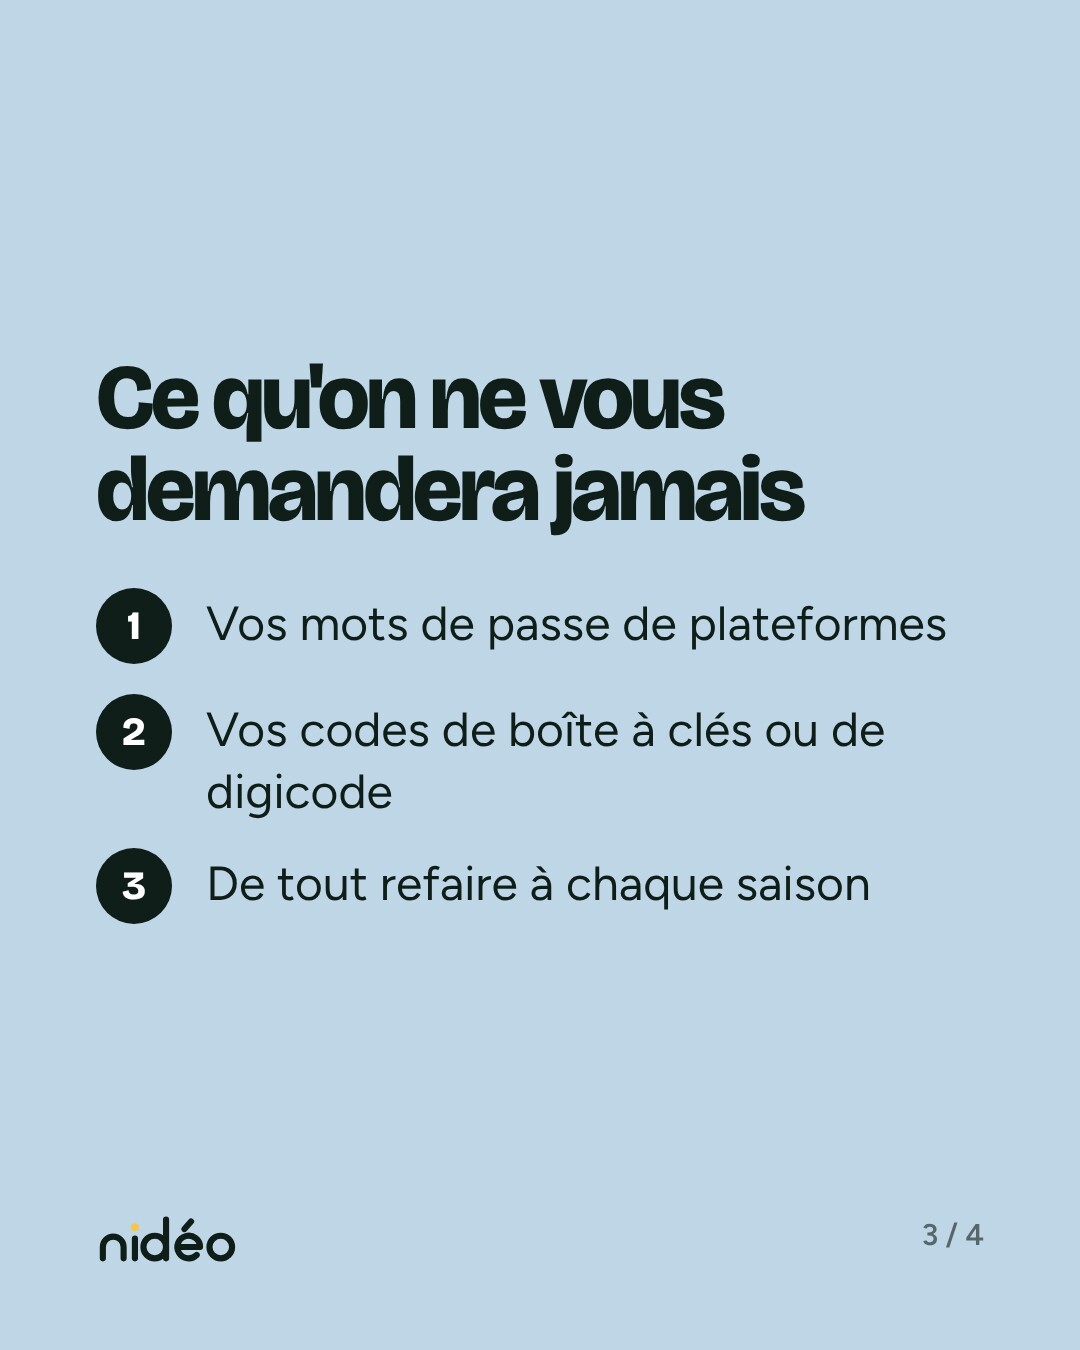 Ce qu'on ne vous
demandera jamais
1 Vos mots de passe de plateformes
2 Vos codes de boîte à clés ou de
digicode
3 De tout refaire à chaque saison
nidéo
3 / 4